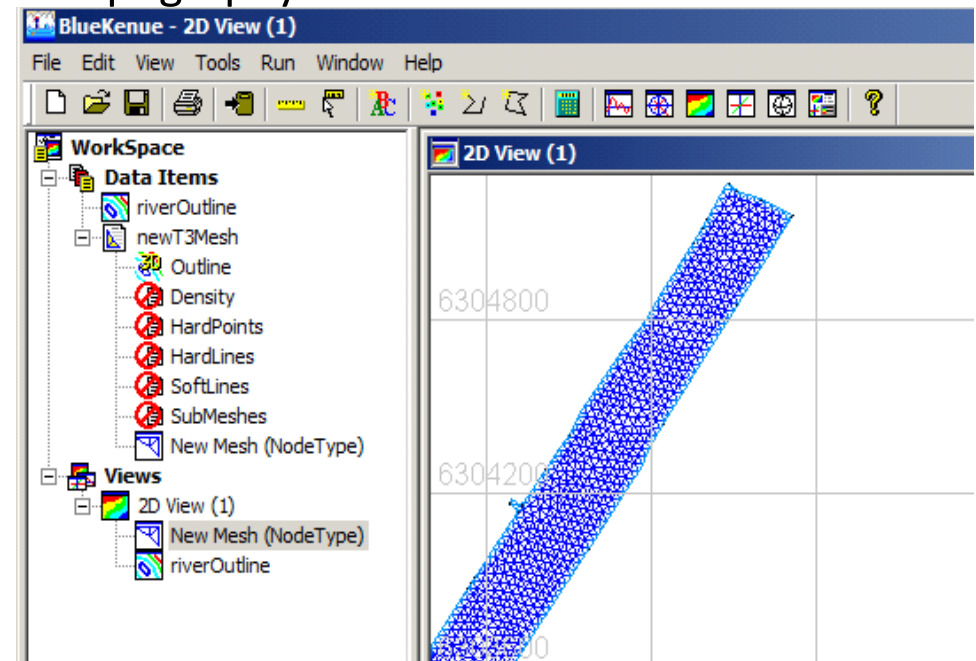 BlueKenue - 2D View (1)
File Edit View Tools Run Window Help
WorkSpace
Data Items
riverOutline
newT3Mesh
Outline
Density
HardPoints
HardLines
SoftLines
SubMeshes
New Mesh (NodeType)
Views
2D View (1)
New Mesh (NodeType)
riverOutline
2D View (1)
6304800
6304200